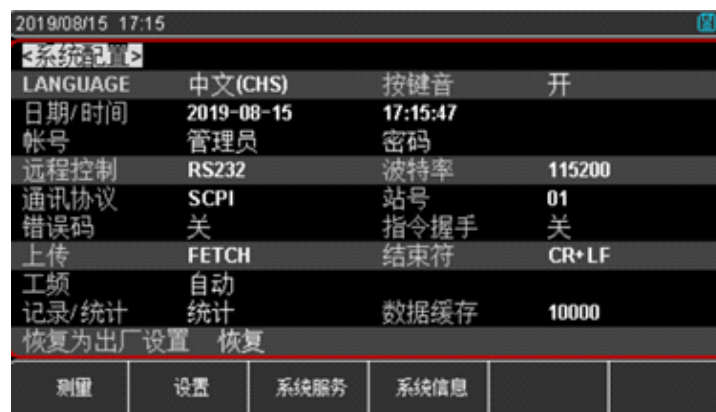 2019/08/15 17:15
<系统配置>
LANGUAGE 中文(CHS) 按键音 开
日期/时间 2019-08-15 17:15:47
帐号 管理员 密码
远程控制 RS232 波特率 115200
通讯协议 SCPI 站号 01
错误码 关 指令握手 关
上传 FETCH 结束符 CR+LF
工频 自动
记录/统计 统计 数据缓存 10000
恢复为出厂设置 恢复
测量 设置 系统服务 系统信息